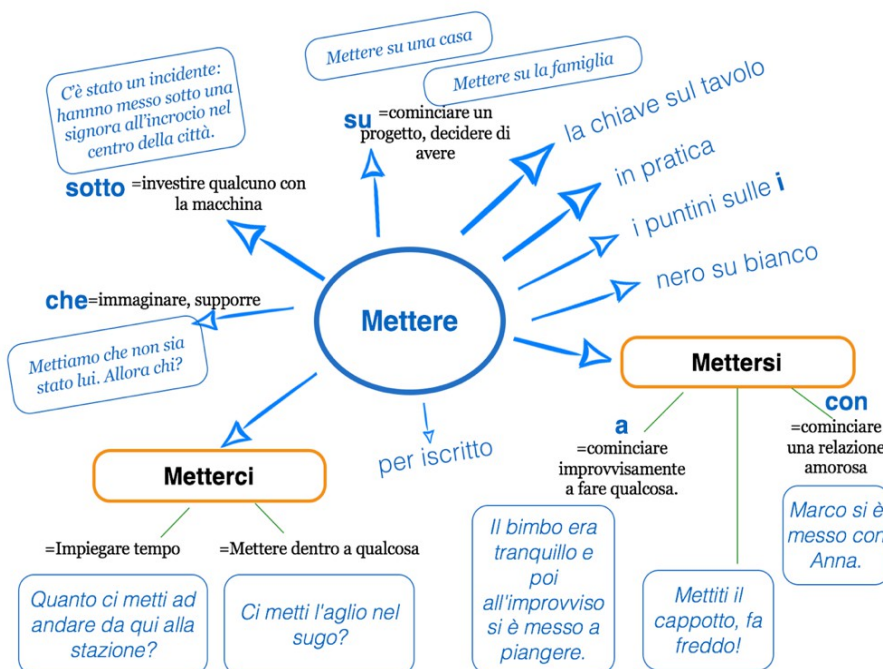 Mettere su una casa
Mettere su la famiglia
C'è stato un incidente:
hannno messo sotto una
signora all'incrocio nel
centro della città.
su =cominciare un
progetto, decidere di
avere
la chiave sul tavolo
in pratica
i puntini sulle i
nero su bianco
sotto =investire qualcuno con
la macchina
che=immaginare, supporre
Mettiamo che non sia
stato lui. Allora chi?
Mettere
Mettersi
a
=cominciare
improvvisamente
a fare qualcosa.
con
=cominciare
una relazione
amorosa
per iscritto
Metterci
=Impiegare tempo
=Mettere dentro a qualcosa
Quanto ci metti ad
andare da qui alla
stazione?
Ci metti l'aglio nel
sugo?
Il bimbo era
tranquillo e
poi
all'improvviso
si è messo a
piangere.
Mettiti il
cappotto, fa
freddo!
Marco si è
messo con
Anna.